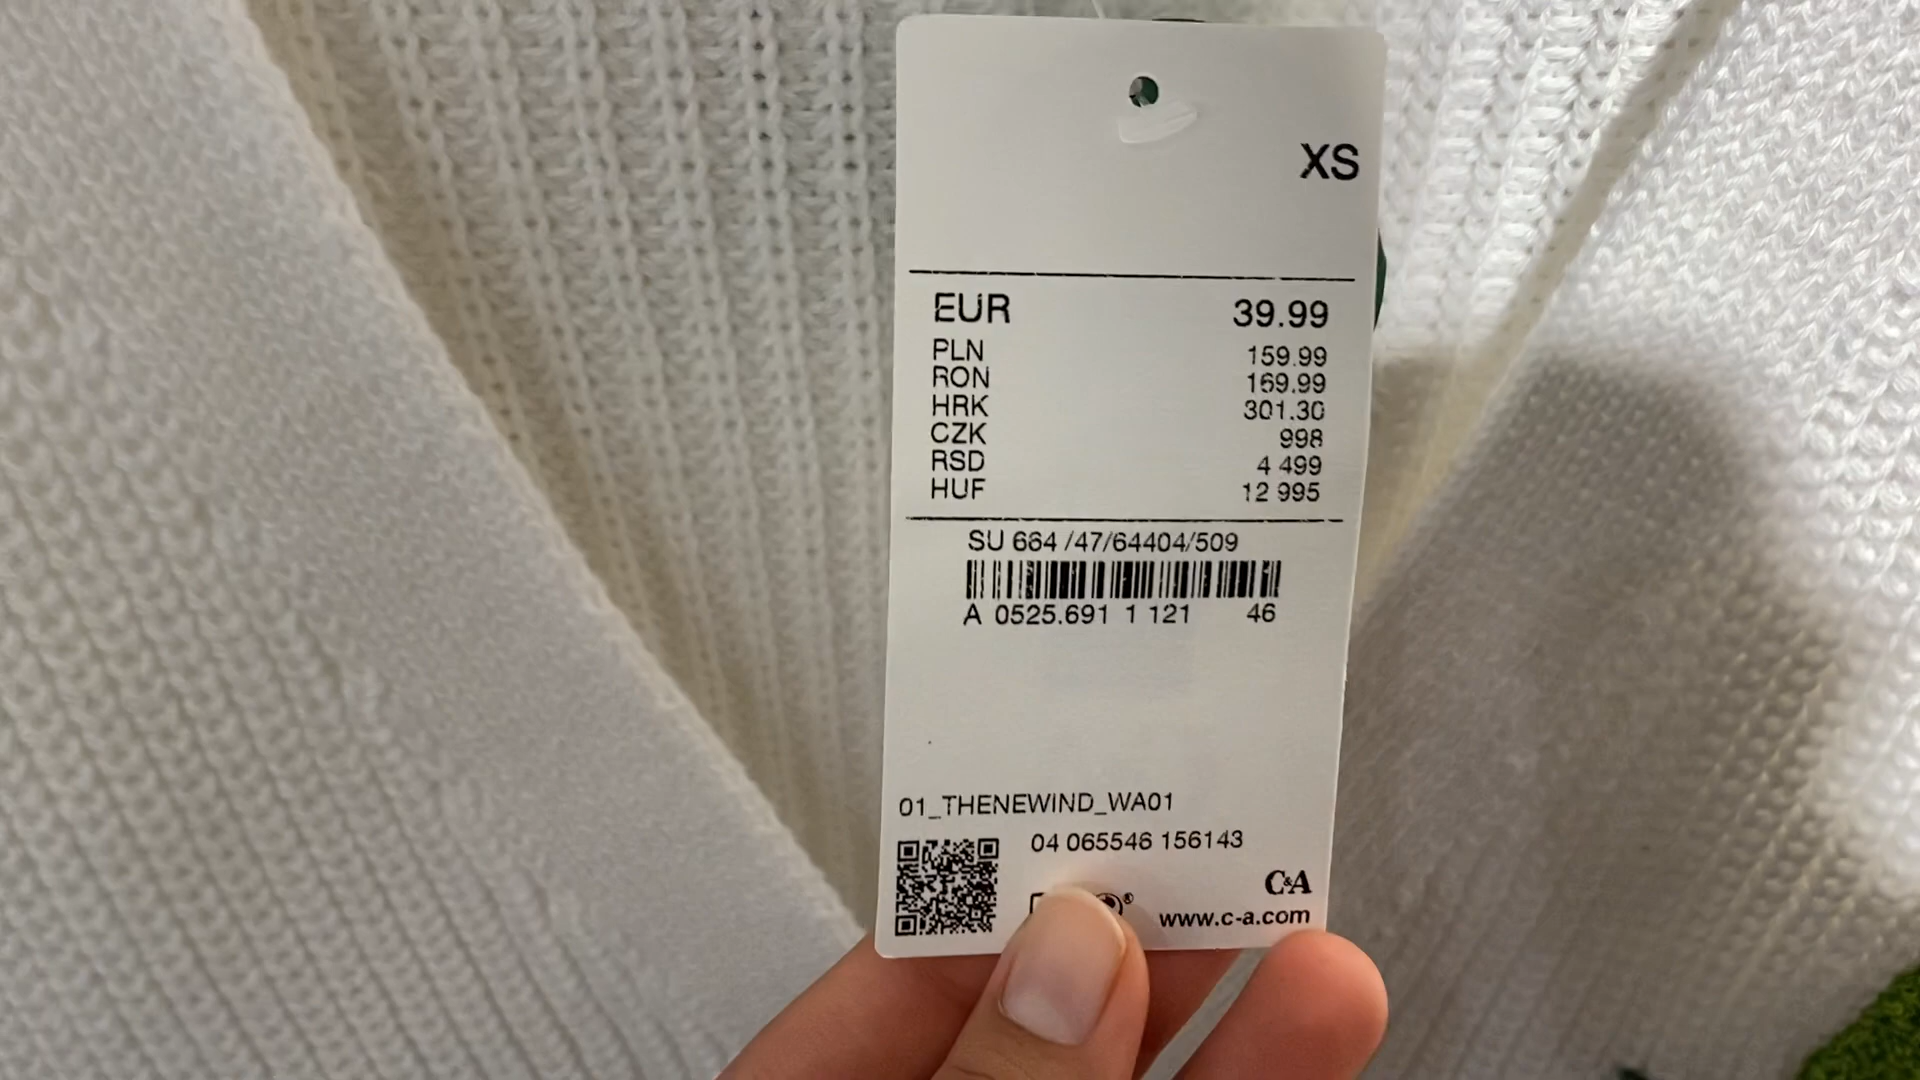 XS
EUR 39.99
PLN 159.99
RON 169.99
HRK 301.30
CZK 998
RSD 4 499
HUF 12 995
SU 664 /47/64404/509
A 0525.691 1 121 46
01_THENEWIND_WA01
04 065546 156143
®
C&A
www.c-a.com